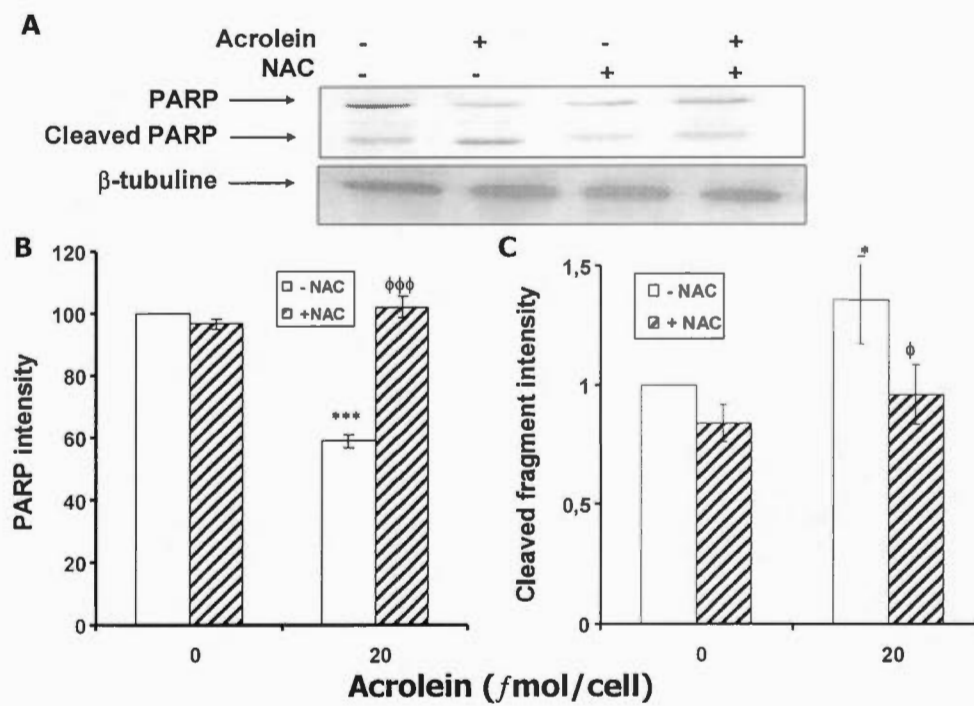 A
Acrolein - + - +
NAC - - + +
PARP
Cleaved PARP
β-tubuline
B
PARP intensity
120
100
80
60
40
20
0
- NAC
+NAC
***
ϕϕϕ
0 20
C
Cleaved fragment intensity
1,5
1
0,5
0
- NAC
+ NAC
*
ϕ
0 20
Acrolein (fmol/cell)